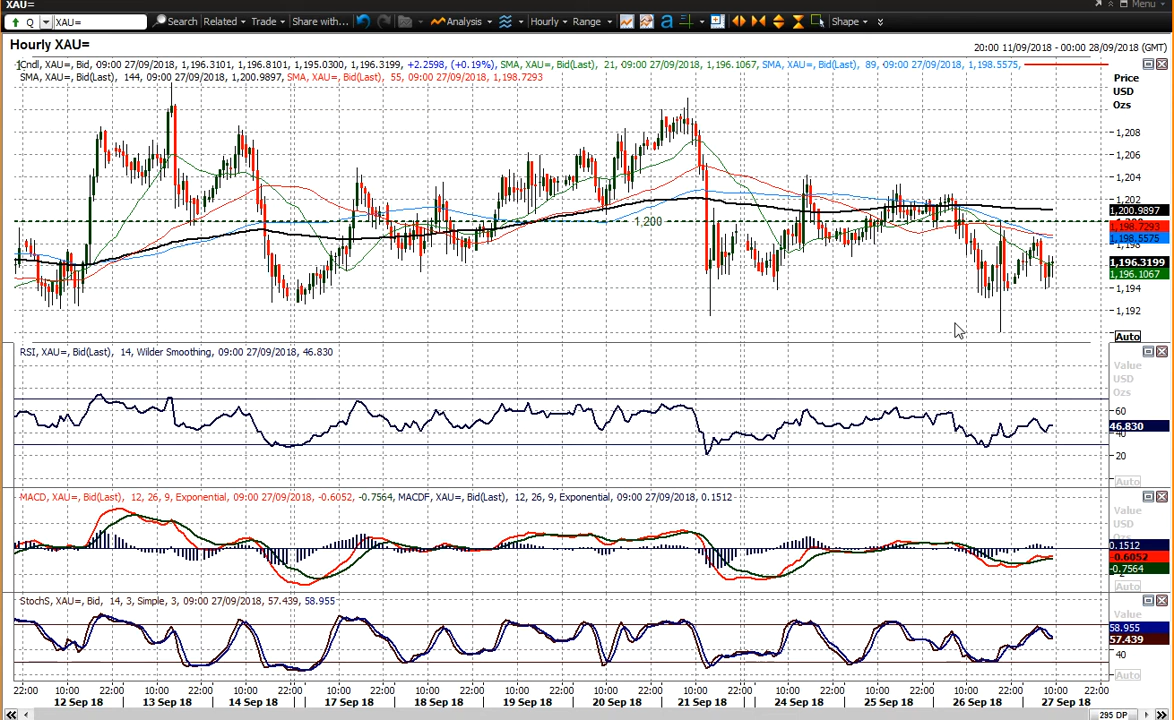 XAU=
Menu
Q XAU= Search Related Trade Share with... Analysis Hourly Range a Shape
Hourly XAU=
20:00 11/09/2018 - 00:00 28/09/2018 (GMT)
Cndl, XAU=, Bid, 09:00 27/09/2018, 1,196.3101, 1,196.8101, 1,195.0300, 1,196.3199, +2.2598, (+0.19%), SMA, XAU=, Bid(Last), 21, 09:00 27/09/2018, 1,196.1067, SMA, XAU=, Bid(Last), 89, 09:00 27/09/2018, 1,198.5575,
SMA, XAU=, Bid(Last), 144, 09:00 27/09/2018, 1,200.9897, SMA, XAU=, Bid(Last), 55, 09:00 27/09/2018, 1,198.7293
Price
USD
Ozs
1,208
1,206
1,204
1,202
1,200.9897
1,200
1,198.7293
1,198.5575
1,198
1,196.3199
1,196.1067
1,194
1,192
Auto
RSI, XAU=, Bid(Last), 14, Wilder Smoothing, 09:00 27/09/2018, 46.830
Value
USD
Ozs
60
46.830
40
20
Auto
MACD, XAU=, Bid(Last), 12, 26, 9, Exponential, 09:00 27/09/2018, -0.6052, -0.7564, MACDF, XAU=, Bid(Last), 12, 26, 9, Exponential, 09:00 27/09/2018, 0.1512
Value
USD
0.1512
-0.6052
-0.7564
Auto
StochS, XAU=, Bid, 14, 3, Simple, 3, 09:00 27/09/2018, 57.439, 58.955
Value
58.955
57.439
40
Auto
22:00 10:00 22:00 10:00 22:00 10:00 22:00 10:00 22:00 10:00 22:00 10:00 22:00 10:00 22:00 10:00 22:00 10:00 22:00 10:00 22:00 10:00 22:00 10:00 22:00
12 Sep 18 13 Sep 18 14 Sep 18 17 Sep 18 18 Sep 18 19 Sep 18 20 Sep 18 21 Sep 18 24 Sep 18 25 Sep 18 26 Sep 18 27 Sep 18
295 DP